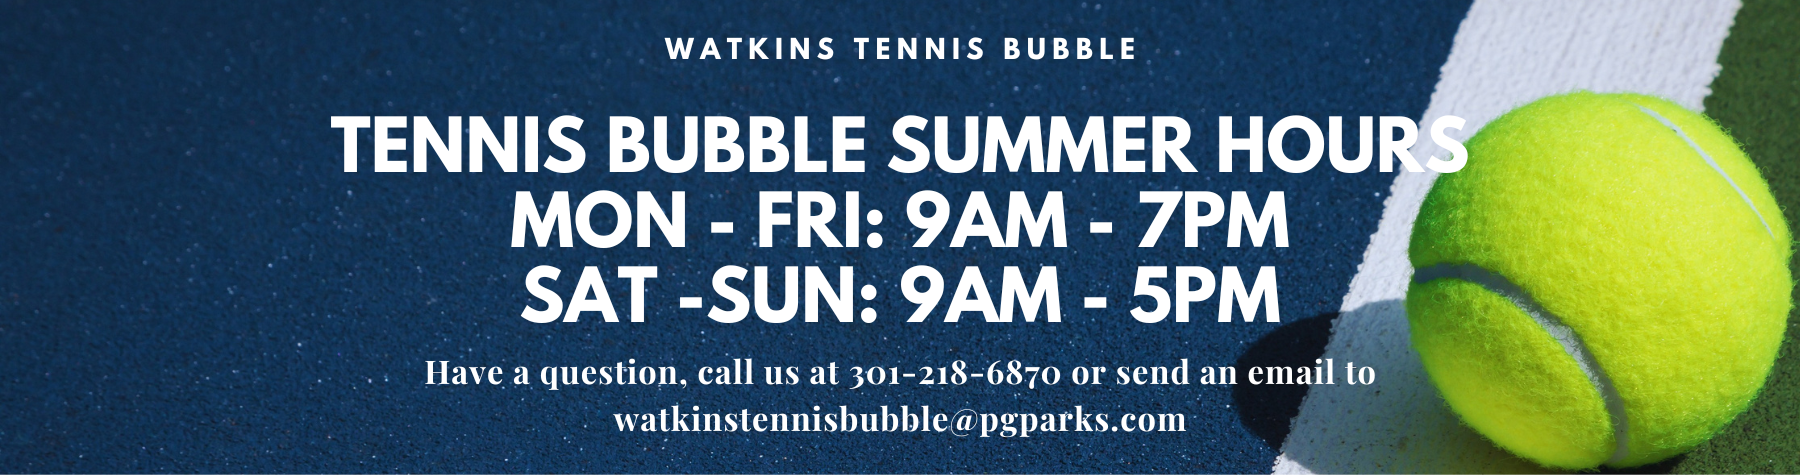 WATKINS TENNIS BUBBLE
TENNIS BUBBLE SUMMER HOURS
MON - FRI: 9AM - 7PM
SAT -SUN: 9AM - 5PM
Have a question, call us at 301-218-6870 or send an email to
watkinstennisbubble@pgparks.com